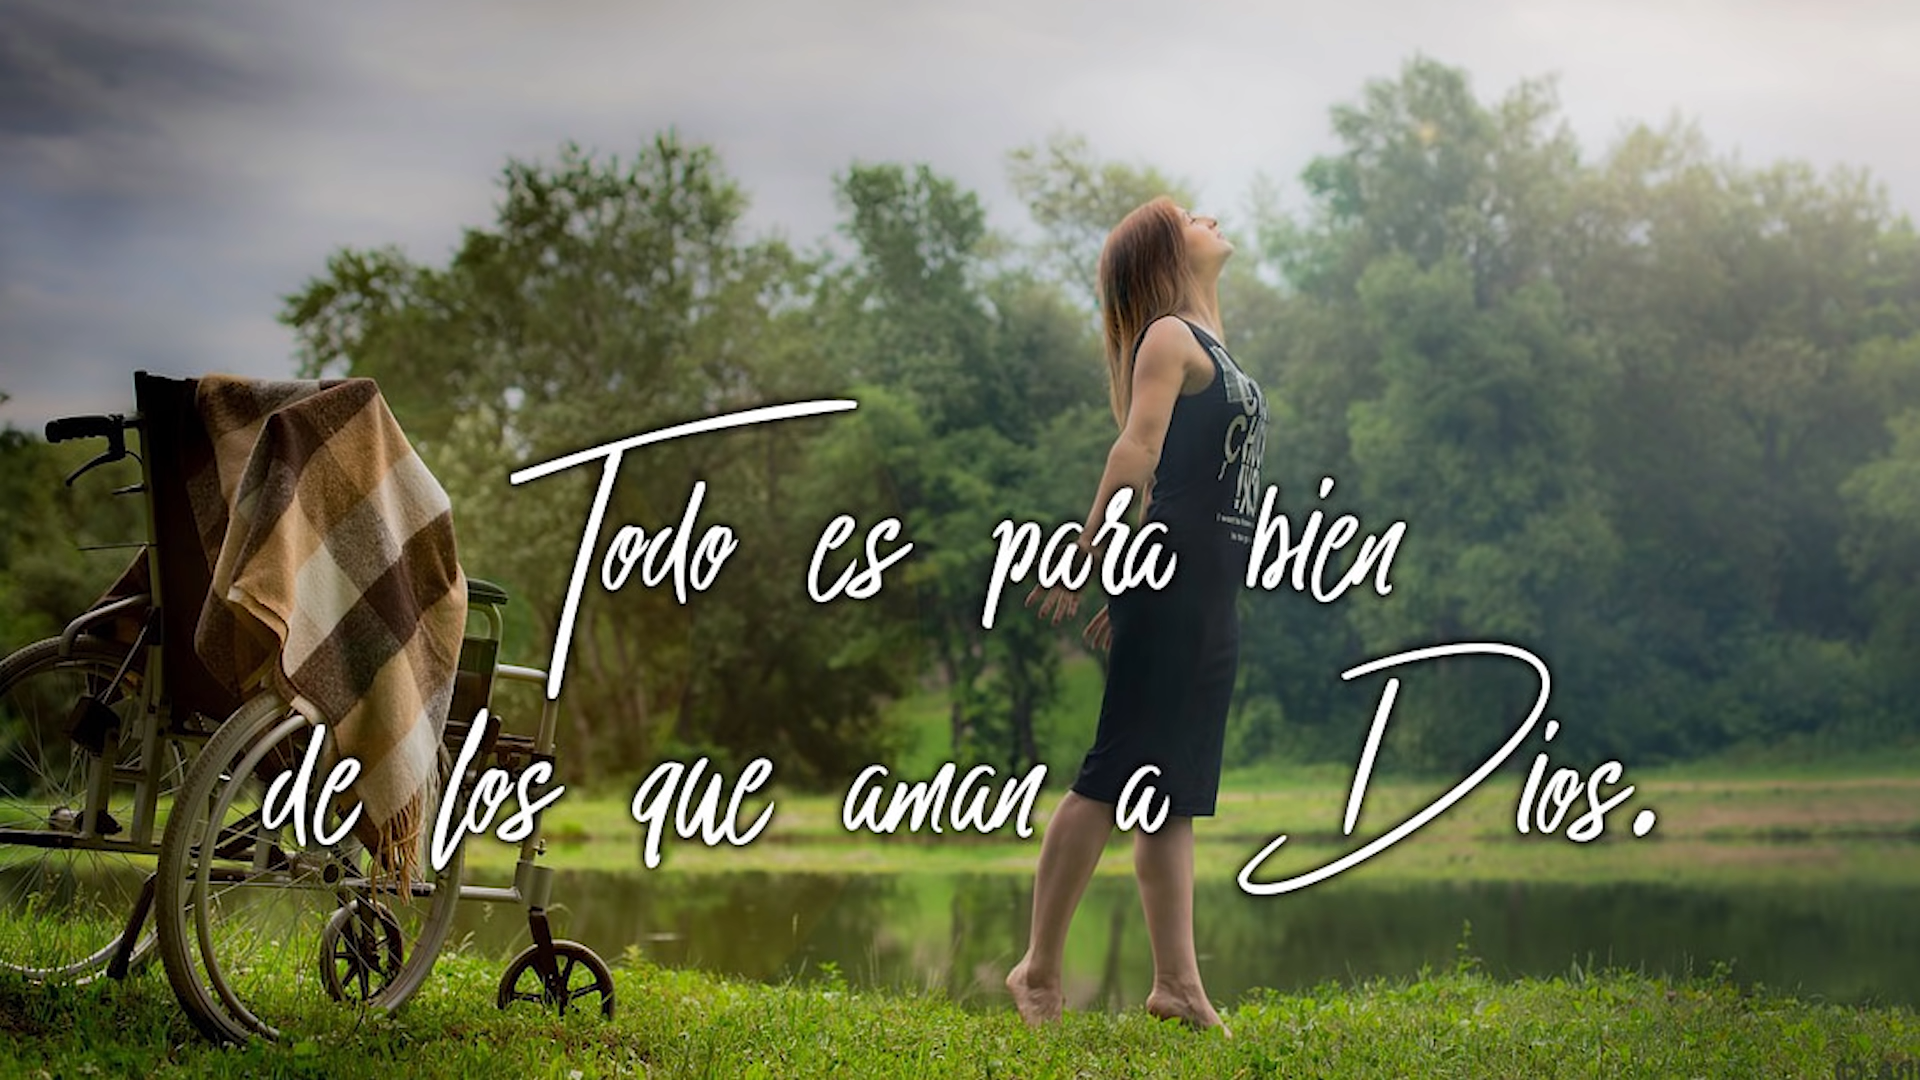 Todo es para bien
de los que aman a Dios.